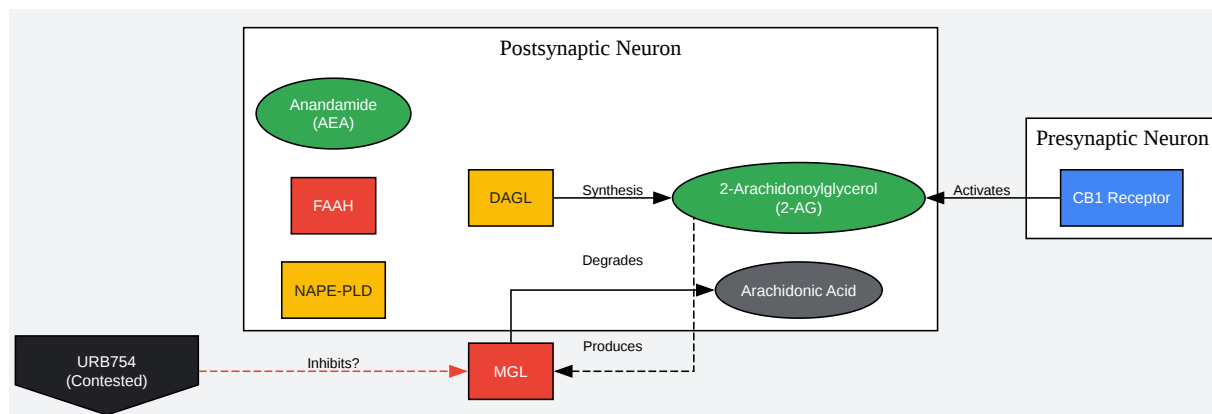 Postsynaptic Neuron
Anandamide
(AEA)
Presynaptic Neuron
FAAH
DAGL
Synthesis
2-Arachidonoylglycerol
(2-AG)
Activates
CB1 Receptor
Degrades
NAPE-PLD
Arachidonic Acid
URB754
(Contested)
Inhibits?
MGL
Produces